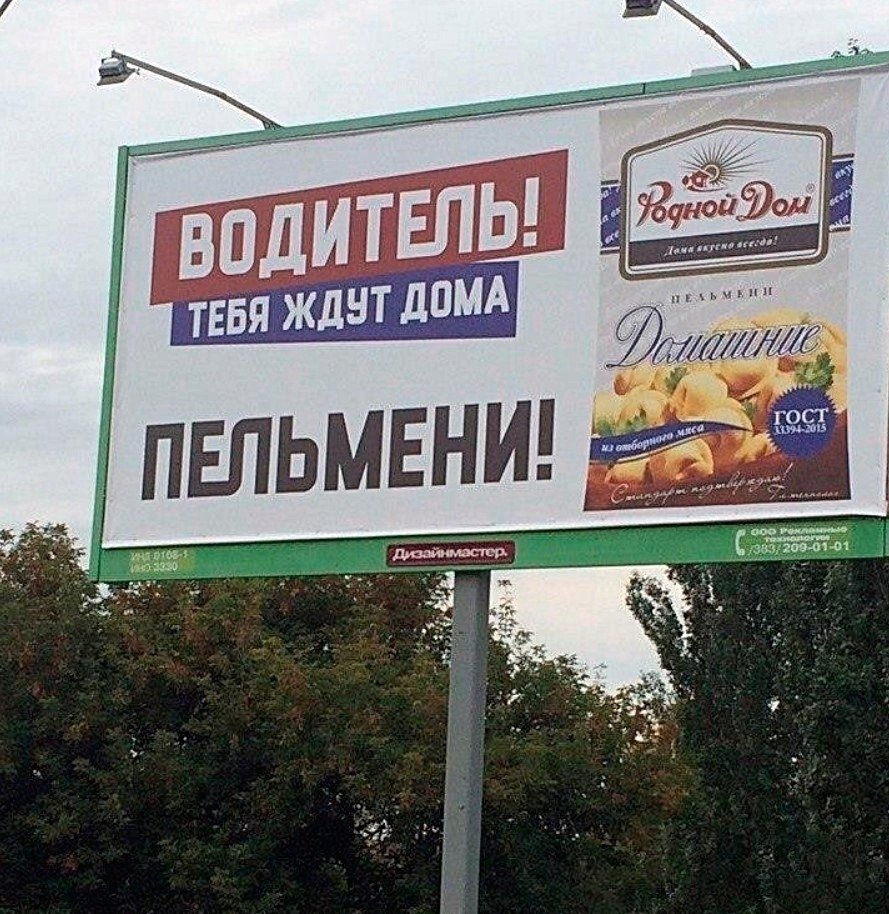 ВОДИТЕЛЬ!
ТЕБЯ ЖДУТ ДОМА
ПЕЛЬМЕНИ!
Родной Дом®
Дома вкусно всегда!
ПЕЛЬМЕНИ
Домашние
ГОСТ
33394-2015
из отборного мяса
Стандарт подтверждаю!
Дизайнмастер.
ООО Рекламные
технологии
/383/ 209-01-01